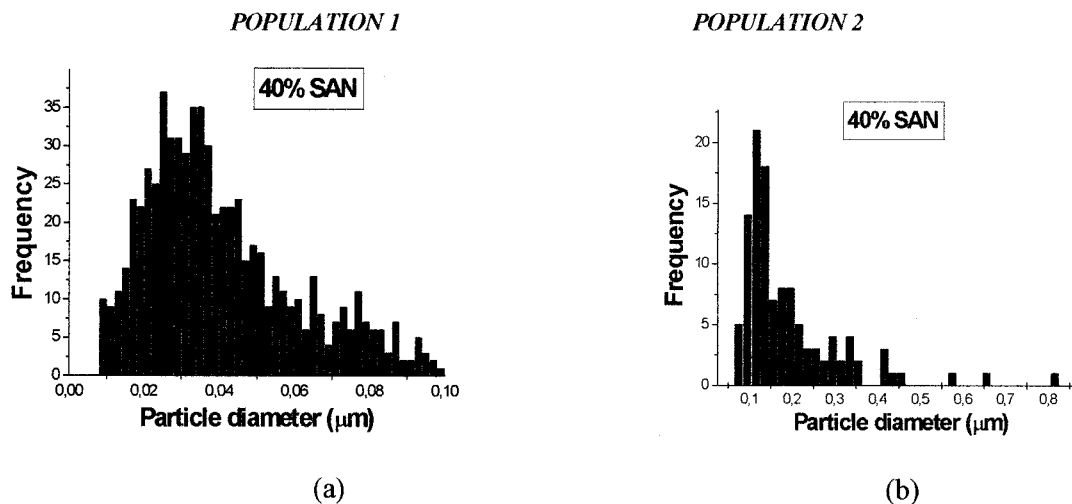 POPULATION 1
POPULATION 2
40% SAN
35
30
25
20
15
10
5
0
Frequency
0,00 0,02 0,04 0,06 0,08 0,10
Particle diameter (μm)
(a)
40% SAN
20
15
10
5
0
Frequency
0,1 0,2 0,3 0,4 0,5 0,6 0,7 0,8
Particle diameter (μm)
(b)